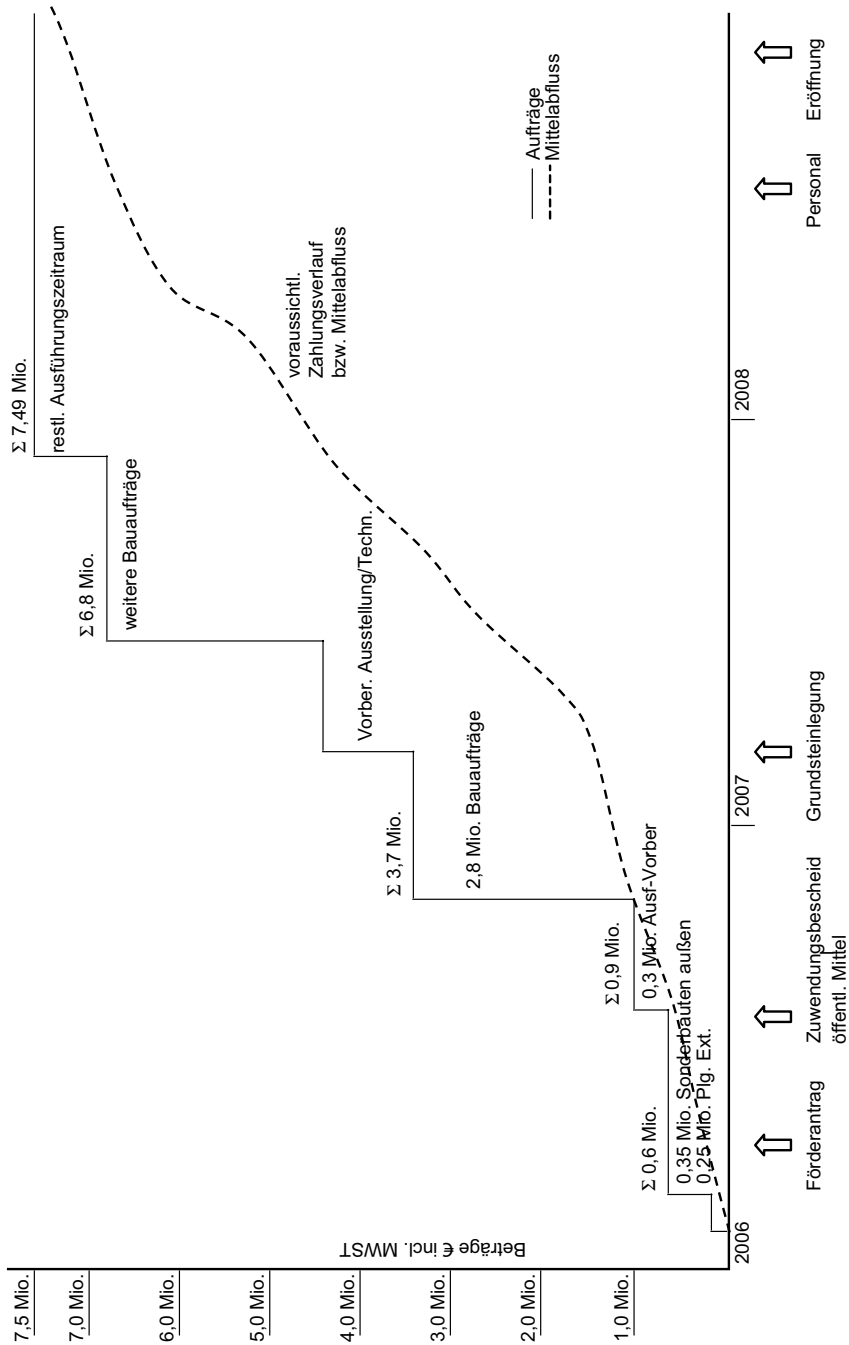 7,5 Mio.
7,0 Mio.
6,0 Mio.
5,0 Mio.
4,0 Mio.
3,0 Mio.
2,0 Mio.
1,0 Mio.
Beträge € incl. MWST
Σ 7,49 Mio.
restl. Ausführungszeitraum
Σ 6,8 Mio.
weitere Bauaufträge
Vorber. Ausstellung/Techn.
Σ 3,7 Mio.
2,8 Mio. Bauaufträge
Σ 0,9 Mio.
0,3 Mio. Ausf-Vorber
Σ 0,6 Mio.
0,35 Mio. Sonderbauten außen
0,25 Mio. Plg. Ext.
voraussichtl.
Zahlungsverlauf
bzw. Mittelabfluss
Aufträge
Mittelabfluss
2006
2007
2008
Förderantrag
Zuwendungsbescheid
öffentl. Mittel
Grundsteinlegung
Personal
Eröffnung